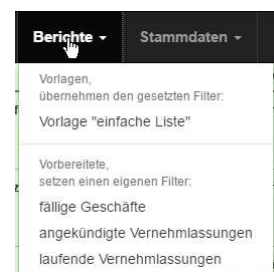 Berichte Stammdaten
Vorlagen,
übernehmen den gesetzten Filter:
Vorlage "einfache Liste"
Vorbereitete,
setzen einen eigenen Filter:
fällige Geschäfte
angekündigte Vernehmlassungen
laufende Vernehmlassungen